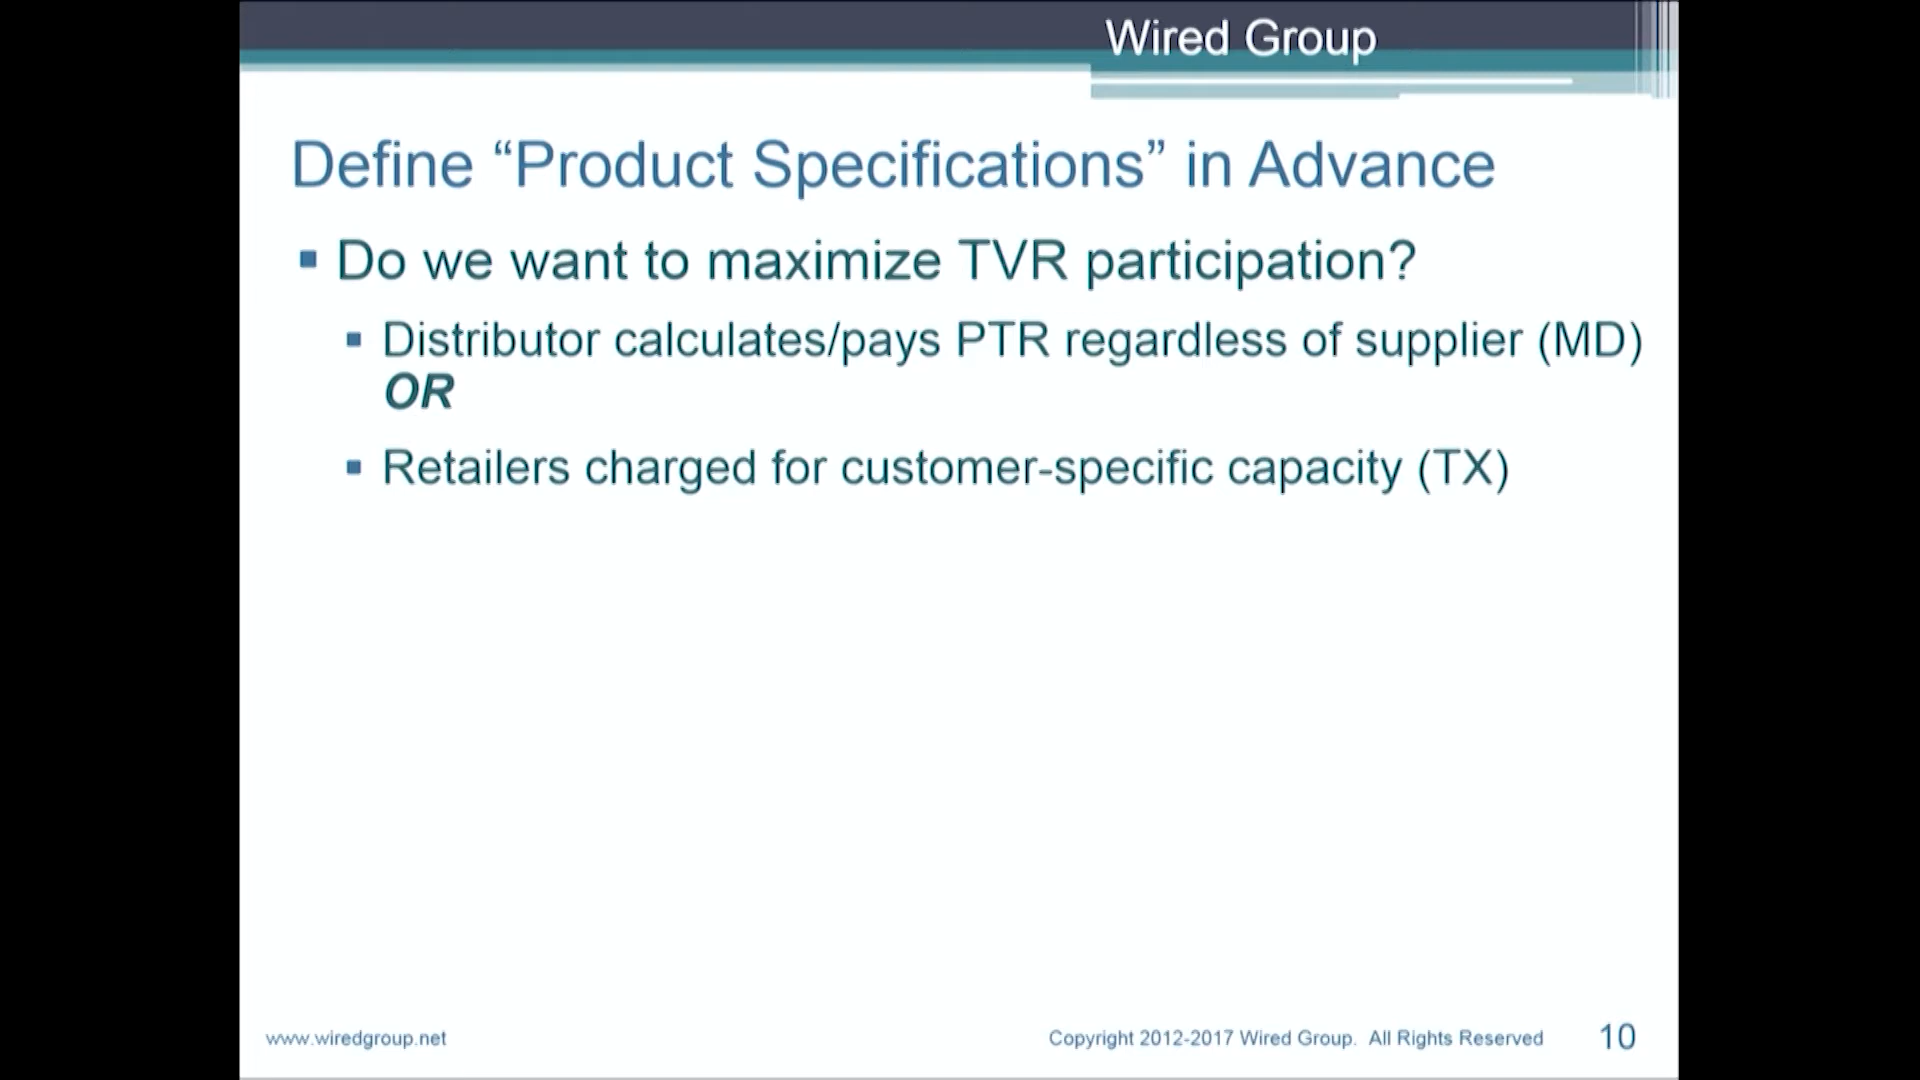 Wired Group
Define “Product Specifications” in Advance
▪ Do we want to maximize TVR participation?
▪ Distributor calculates/pays PTR regardless of supplier (MD)
OR
▪ Retailers charged for customer-specific capacity (TX)
www.wiredgroup.net
Copyright 2012-2017 Wired Group. All Rights Reserved
10